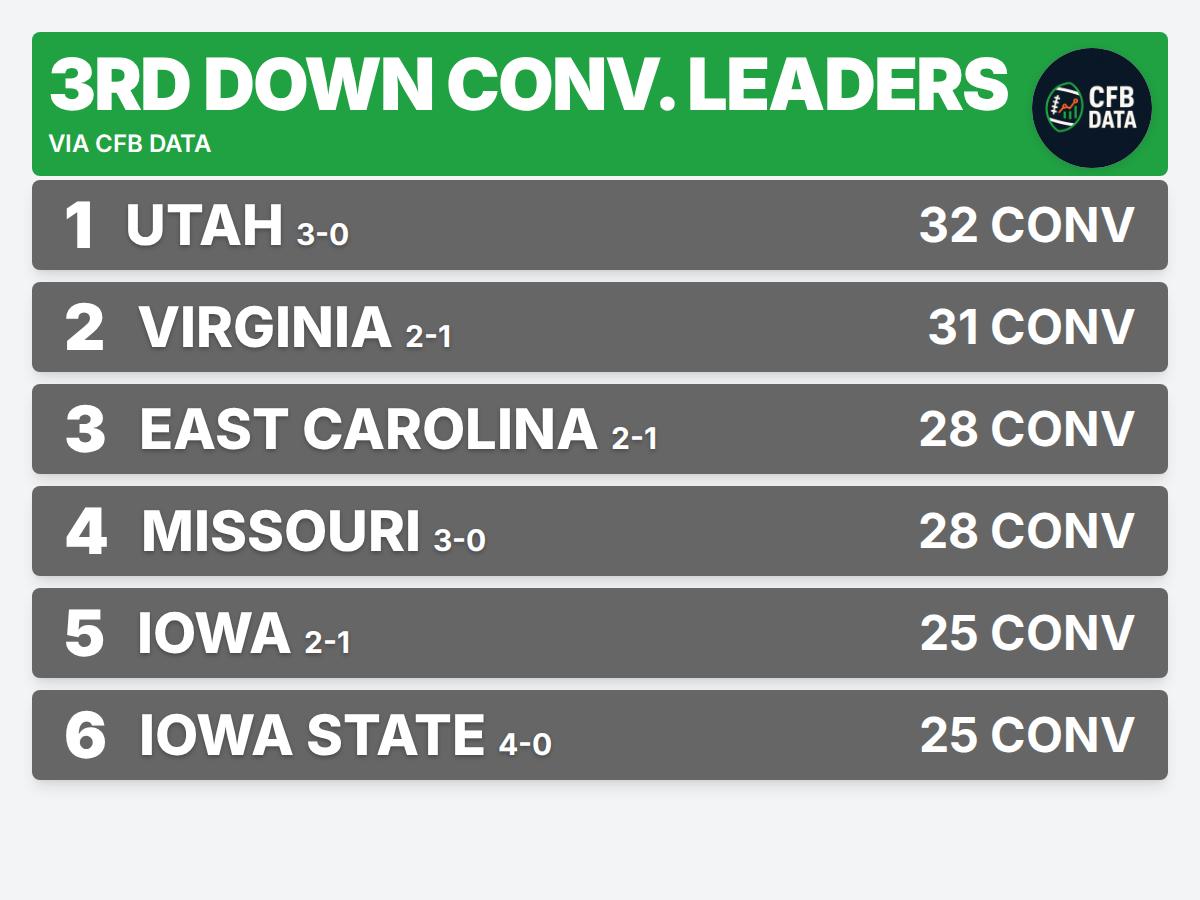 3RD DOWN CONV. LEADERS
VIA CFB DATA
CFB
DATA
1 UTAH 3-0 32 CONV
2 VIRGINIA 2-1 31 CONV
3 EAST CAROLINA 2-1 28 CONV
4 MISSOURI 3-0 28 CONV
5 IOWA 2-1 25 CONV
6 IOWA STATE 4-0 25 CONV